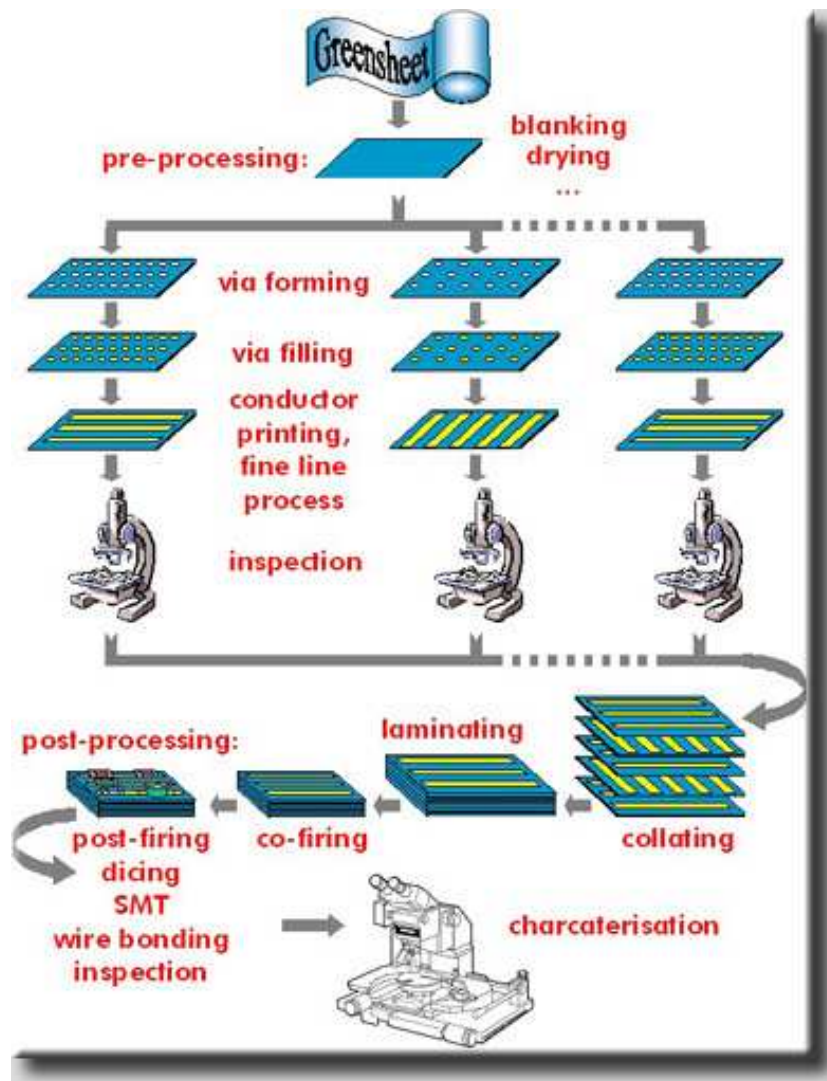 Greensheet
pre-processing:
blanking
drying
...
via forming
via filling
conductor
printing,
fine line
process
inspection
post-processing:
laminating
post-firing
co-firing
collating
dicing
SMT
wire bonding
inspection
charcaterisation